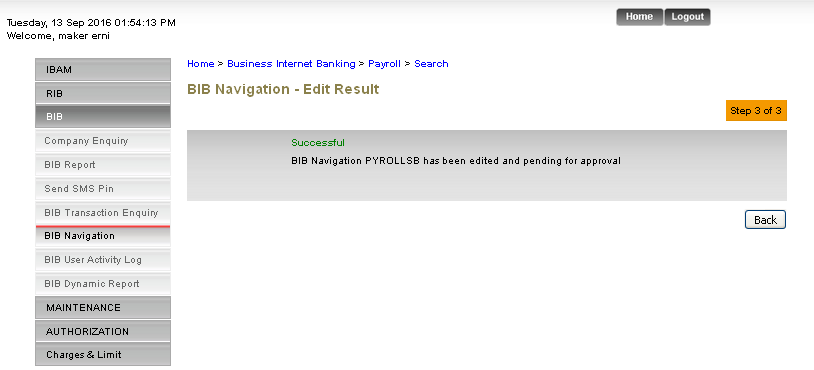 Tuesday, 13 Sep 2016 01:54:13 PM
Welcome, maker erni
Home
Logout
IBAM
RIB
BIB
Company Enquiry
BIB Report
Send SMS Pin
BIB Transaction Enquiry
BIB Navigation
BIB User Activity Log
BIB Dynamic Report
MAINTENANCE
AUTHORIZATION
Charges & Limit
Home > Business Internet Banking > Payroll > Search
BIB Navigation - Edit Result
Step 3 of 3
Successful
BIB Navigation PYROLLSB has been edited and pending for approval
Back